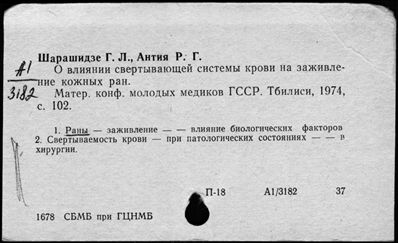 Шарашидзе Г. Л., Антия Р. Г.
А1
О влиянии свертывающей системы крови на заживле-
3182
ние кожных ран.
Матер. конф. молодых медиков ГССР. Тбилиси, 1974,
с. 102.
1. Раны — заживление — — влияние биологических факторов
2. Свертываемость крови — при патологических состояниях — — в
хирургии.
П-18 А1/3182 37
1678 СБМБ при ГЦНМБ